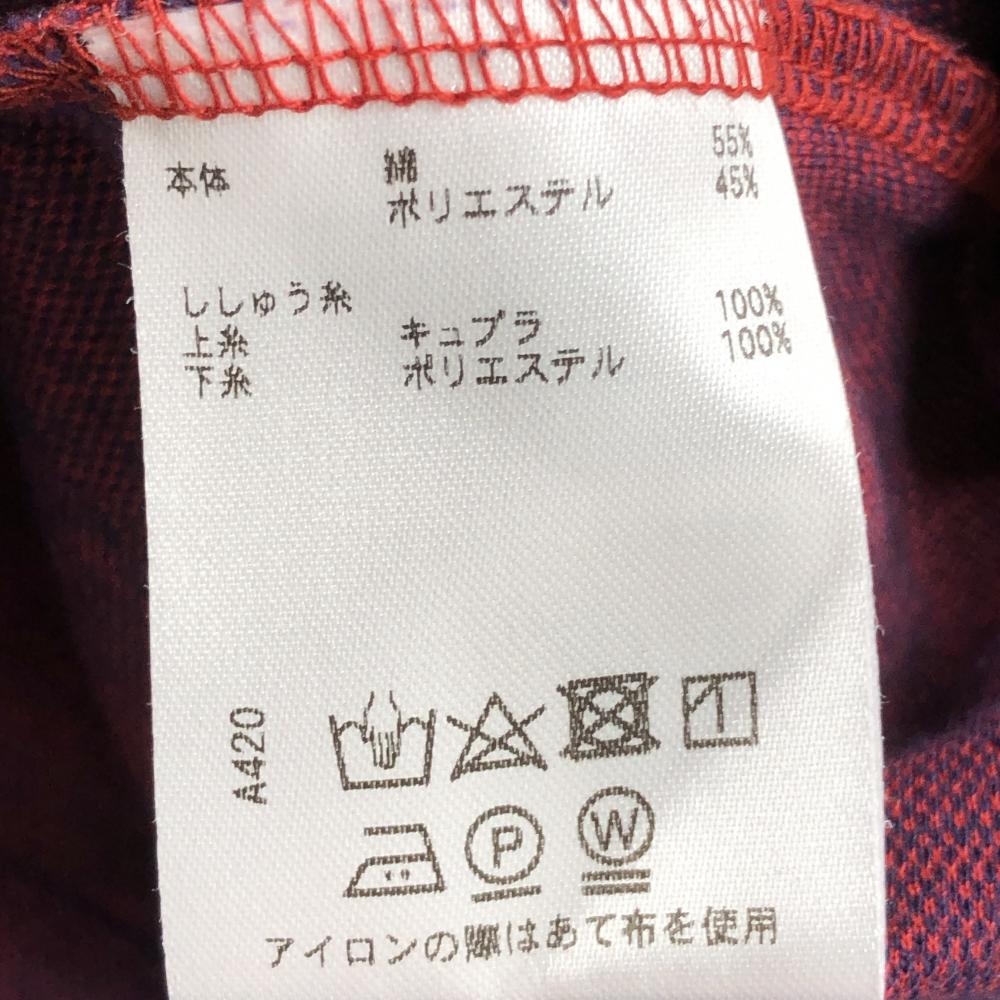 本体 綿 55%
ポリエステル 45%
ししゅう糸
上糸 キュプラ 100%
下糸 ポリエステル 100%
A420
P W
アイロンの際はあて布を使用